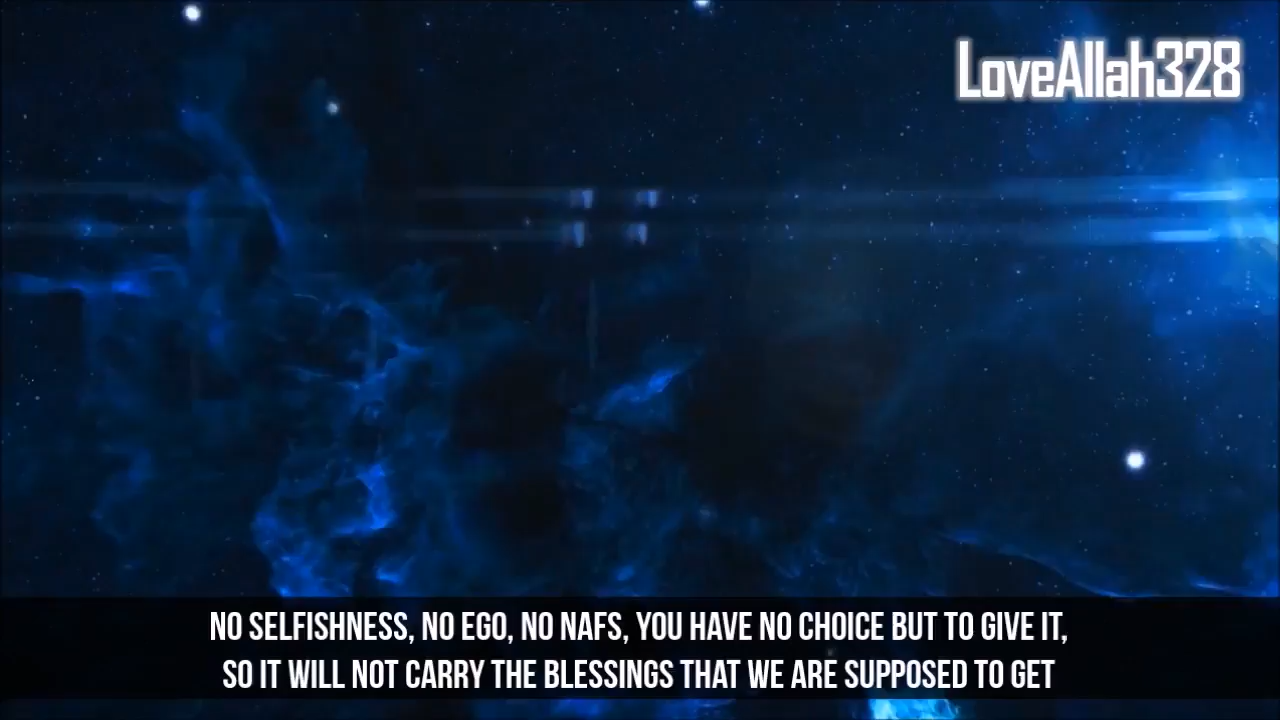 LoveAllah328
NO SELFISHNESS, NO EGO, NO NAFS, YOU HAVE NO CHOICE BUT TO GIVE IT,
SO IT WILL NOT CARRY THE BLESSINGS THAT WE ARE SUPPOSED TO GET